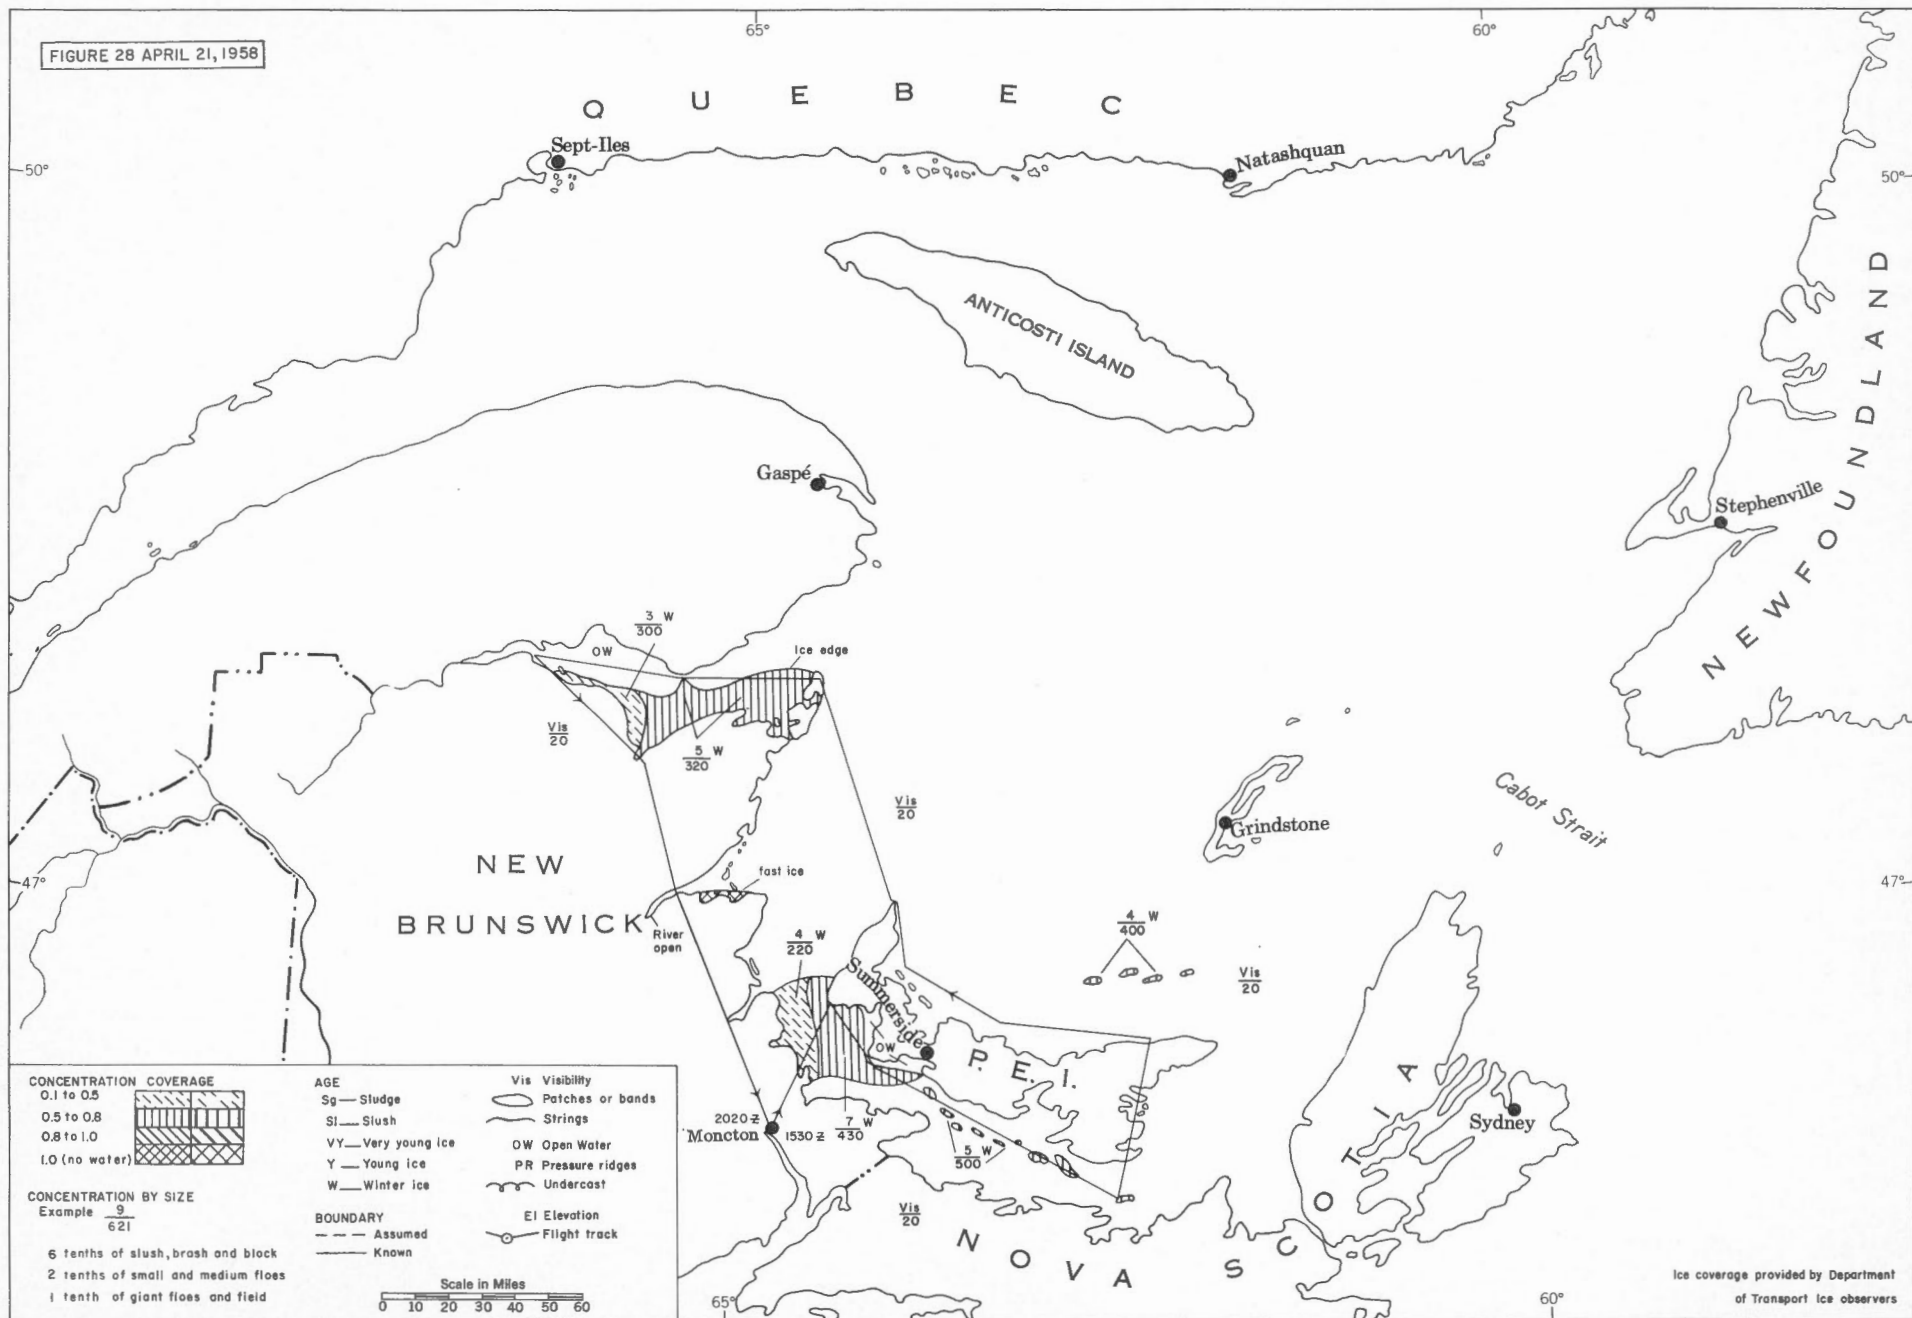 65°
60°
FIGURE 28 APRIL 21, 1958
QUEBEC
Sept-Iles
Natashquan
50°
50°
ANTICOSTI ISLAND
NEWFOUNDLAND
Gaspé
Stephenville
3 W
300
OW
Ice edge
Vis
20
5 W
320
Cabot Strait
Vis
20
Grindstone
NEW
BRUNSWICK
fast ice
47°
47°
River
open
4 W
220
4 W
400
Vis
20
Summerside
OW
P. E. I.
2020 Z
Moncton
1530 Z
7 W
430
5 W
500
Sydney
Vis
20
NOVA SCOTIA
CONCENTRATION COVERAGE
0.1 to 0.5
0.5 to 0.8
0.8 to 1.0
1.0 (no water)
CONCENTRATION BY SIZE
Example 9
621
6 tenths of slush, brash and block
2 tenths of small and medium floes
1 tenth of giant floes and field
AGE
Sg — Sludge
Sl — Slush
VY — Very young ice
Y — Young ice
W — Winter ice
BOUNDARY
Assumed
Known
Vis Visibility
Patches or bands
Strings
OW Open Water
PR Pressure ridges
Undercast
El Elevation
Flight track
Scale in Miles
0 10 20 30 40 50 60
65°
60°
Ice coverage provided by Department
of Transport Ice observers